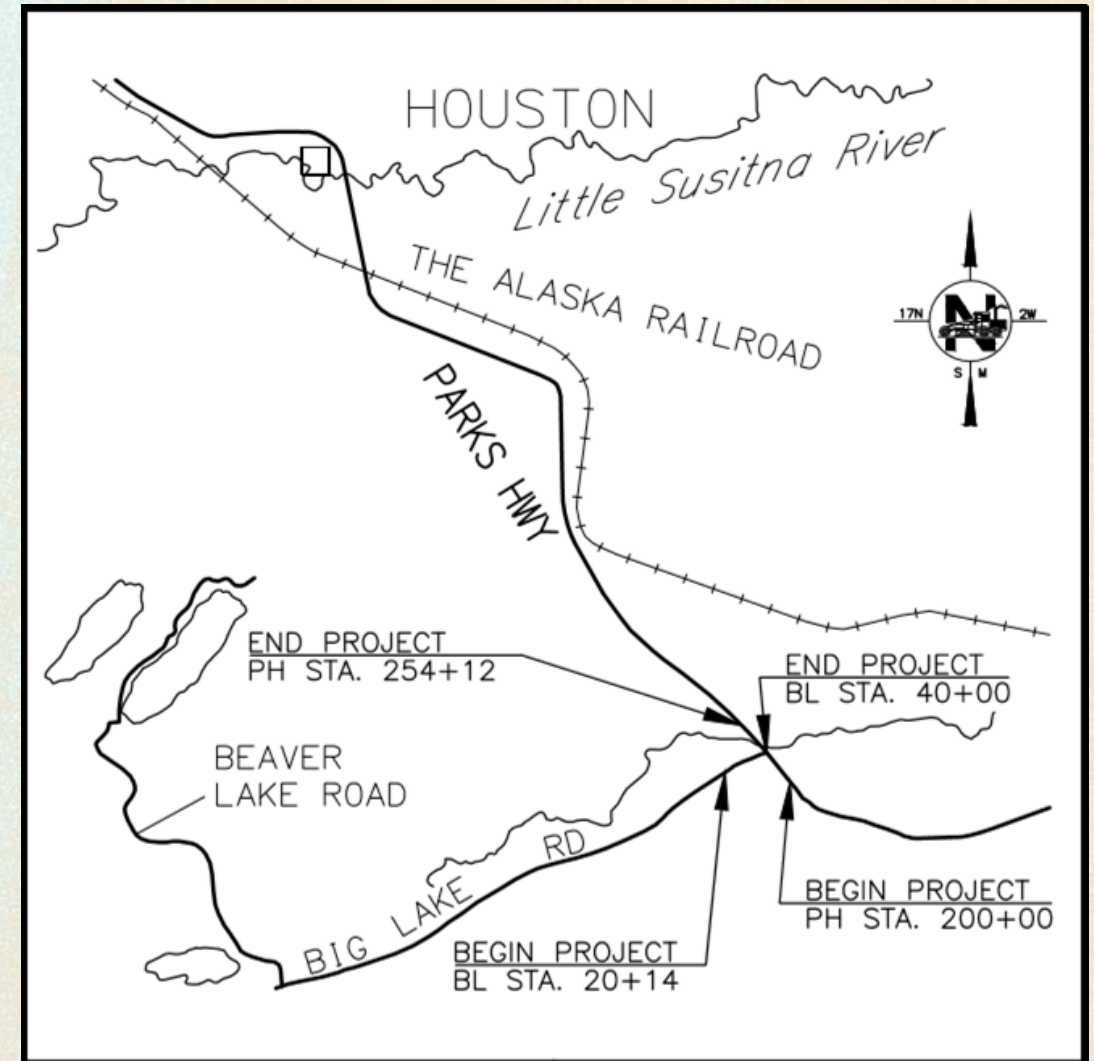 HOUSTON
Little Susitna River
THE ALASKA RAILROAD
N
17N
2W
S M
PARKS HWY
END PROJECT
PH STA. 254+12
END PROJECT
BL STA. 40+00
BEAVER
LAKE ROAD
BIG LAKE RD
BEGIN PROJECT
PH STA. 200+00
BEGIN PROJECT
BL STA. 20+14